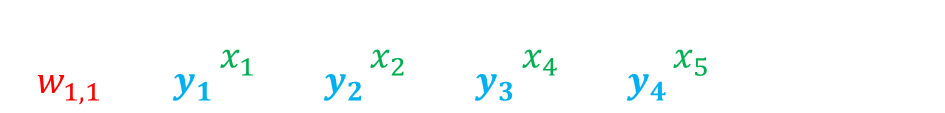 w₁,₁ y₁ x₁ y₂ x₂ y₃ x₄ y₄ x₅